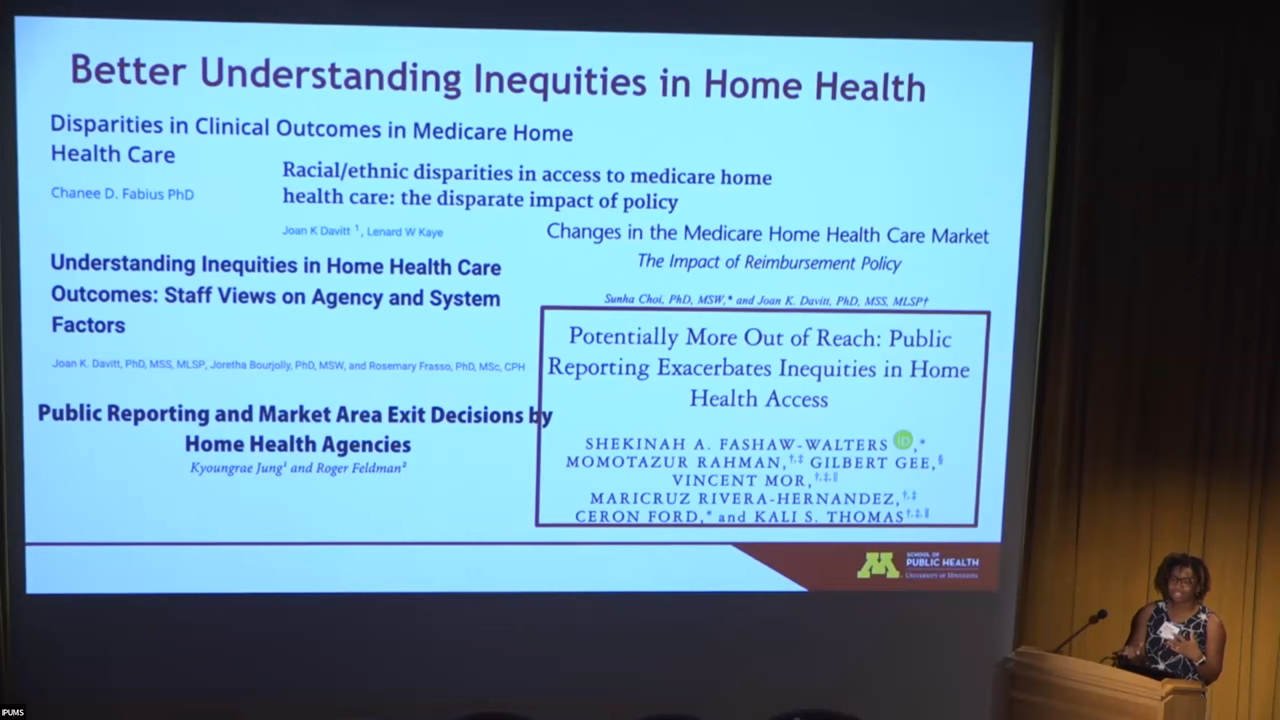 Better Understanding Inequities in Home Health
Disparities in Clinical Outcomes in Medicare Home
Health Care
Chanee D. Fabius PhD
Racial/ethnic disparities in access to medicare home
health care: the disparate impact of policy
Joan K Davitt 1, Lenard W Kaye
Changes in the Medicare Home Health Care Market
The Impact of Reimbursement Policy
Sunha Choi, PhD, MSW,* and Joan K. Davitt, PhD, MSS, MLSP†
Understanding Inequities in Home Health Care
Outcomes: Staff Views on Agency and System
Factors
Joan K. Davitt, PhD, MSS, MLSP, Joretha Bourjolly, PhD, MSW, and Rosemary Frasso, PhD, MSc, CPH
Public Reporting and Market Area Exit Decisions by
Home Health Agencies
Kyoungrae Jung¹ and Roger Feldman²
Potentially More Out of Reach: Public
Reporting Exacerbates Inequities in Home
Health Access
SHEKINAH A. FASHAW-WALTERS iD,*
MOMOTAZUR RAHMAN,†,‡ GILBERT GEE,§
VINCENT MOR,†,‡,||
MARICRUZ RIVERA-HERNANDEZ,†,‡
CERON FORD,* and KALI S. THOMAS†,‡,||
M
SCHOOL OF
PUBLIC HEALTH
UNIVERSITY OF MINNESOTA
IPUMS